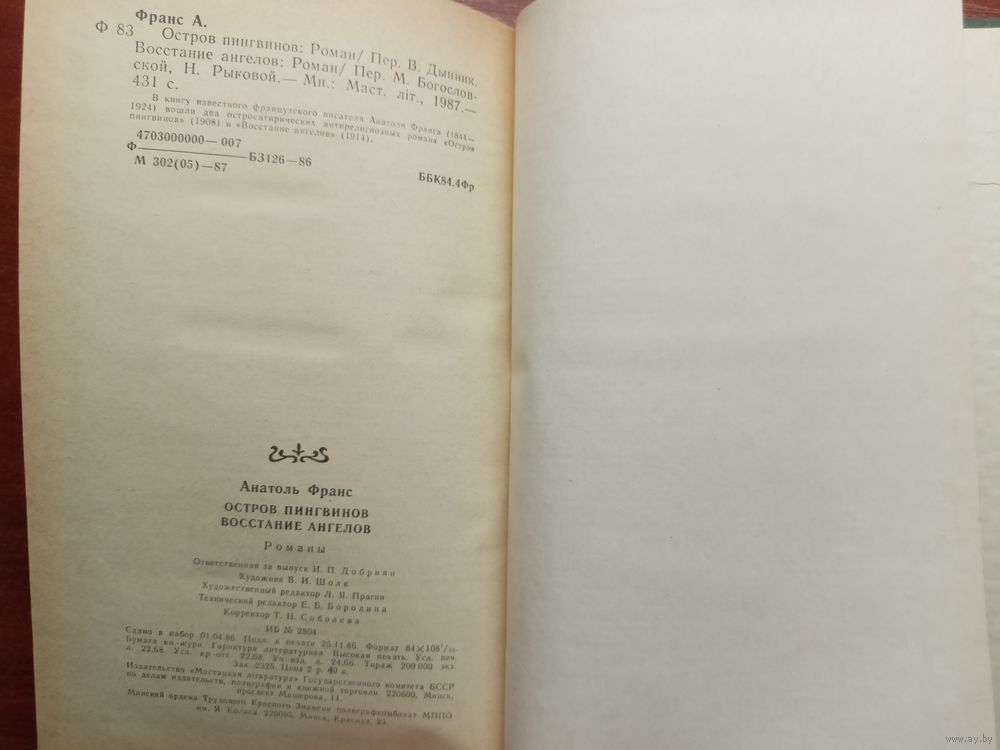 Франс А.
Ф 83 Остров пингвинов: Роман/ Пер. В. Дынник.
Восстание ангелов: Роман/ Пер. М. Богослов-
ской, Н. Рыковой.— Мн.: Маст. літ., 1987.—
431 с.
В книгу известного французского писателя Анатоля Франса (1844—
1924) вошли два остросатирических антирелигиозных романа «Остров
пингвинов» (1908) и «Восстание ангелов» (1914).
4703000000—007
Ф————БЗ126—86
М 302(05)—87
ББК84.4Фр
Анатоль Франс
ОСТРОВ ПИНГВИНОВ
ВОССТАНИЕ АНГЕЛОВ
Романы
Ответственная за выпуск И. П. Добриян
Художник В. И. Шолк
Художественный редактор Л. Я. Прагин
Технический редактор Е. Б. Бородина
Корректор Т. Н. Соболева
ИБ № 2804
Сдано в набор 01.04.86. Подп. к печати 25.11.86. Формат 84×108¹/₃₂.
Бумага кн.-журн. Гарнитура литературная. Высокая печать. Усл. печ.
л. 22,68. Усл. кр.-отт. 22,68. Уч-изд. л. 24,66. Тираж 200 000 экз.
Зак. 2325. Цена 2 р. 40 к.
Издательство «Мастацкая літаратура» Государственного комитета БССР
по делам издательств, полиграфии и книжной торговли. 220600, Минск,
проспект Машерова, 11.
Минский ордена Трудового Красного Знамени полиграфкомбинат МППО
им. Я. Коласа. 220005, Минск, Красная, 23.
www.ay.by